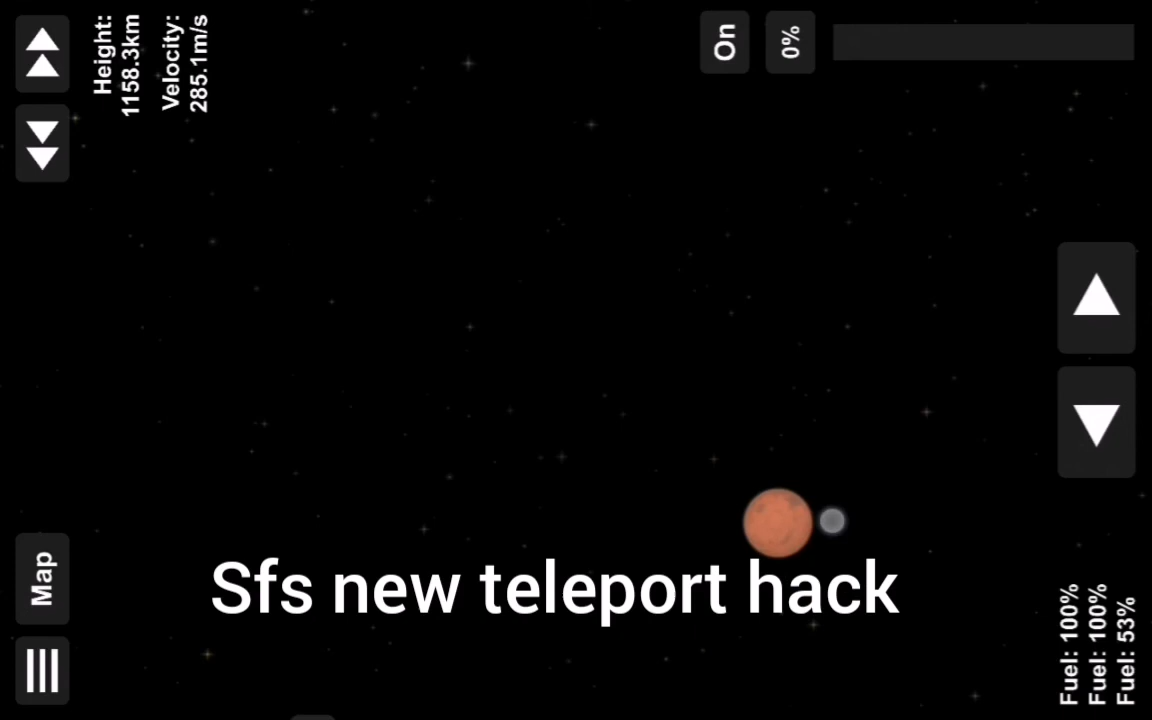 Height:
1158.3km
Velocity:
285.1m/s
On
0%
Map
Sfs new teleport hack
Fuel: 100%
Fuel: 100%
Fuel: 53%